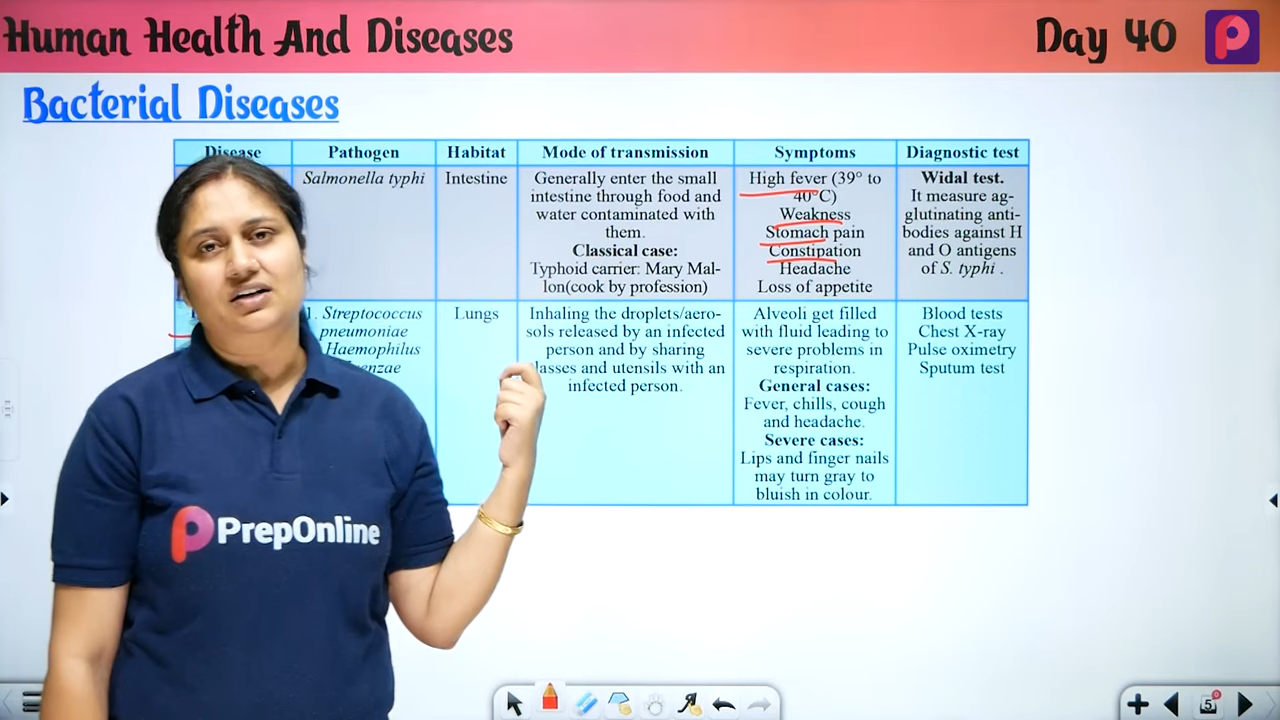 Human Health And Diseases
Day 40
Bacterial Diseases
Disease
Pathogen
Habitat
Mode of transmission
Symptoms
Diagnostic test
Salmonella typhi
Intestine
Generally enter the small
intestine through food and
water contaminated with
them.
Classical case:
Typhoid carrier: Mary Mal-
lon(cook by profession)
High fever (39° to
40°C)
Weakness
Stomach pain
Constipation
Headache
Loss of appetite
Widal test.
It measure ag-
glutinating anti-
bodies against H
and O antigens
of S. typhi .
1. Streptococcus
pneumoniae
Haemophilus
Lungs
Inhaling the droplets/aero-
sols released by an infected
person and by sharing
with an
infected person.
Alveoli get filled
with fluid leading to
severe problems in
respiration.
General cases:
Fever, chills, cough
and headache.
Severe cases:
Lips and finger nails
may turn gray to
bluish in colour.
Blood tests
Chest X-ray
Pulse oximetry
Sputum test
PrepOnline
5